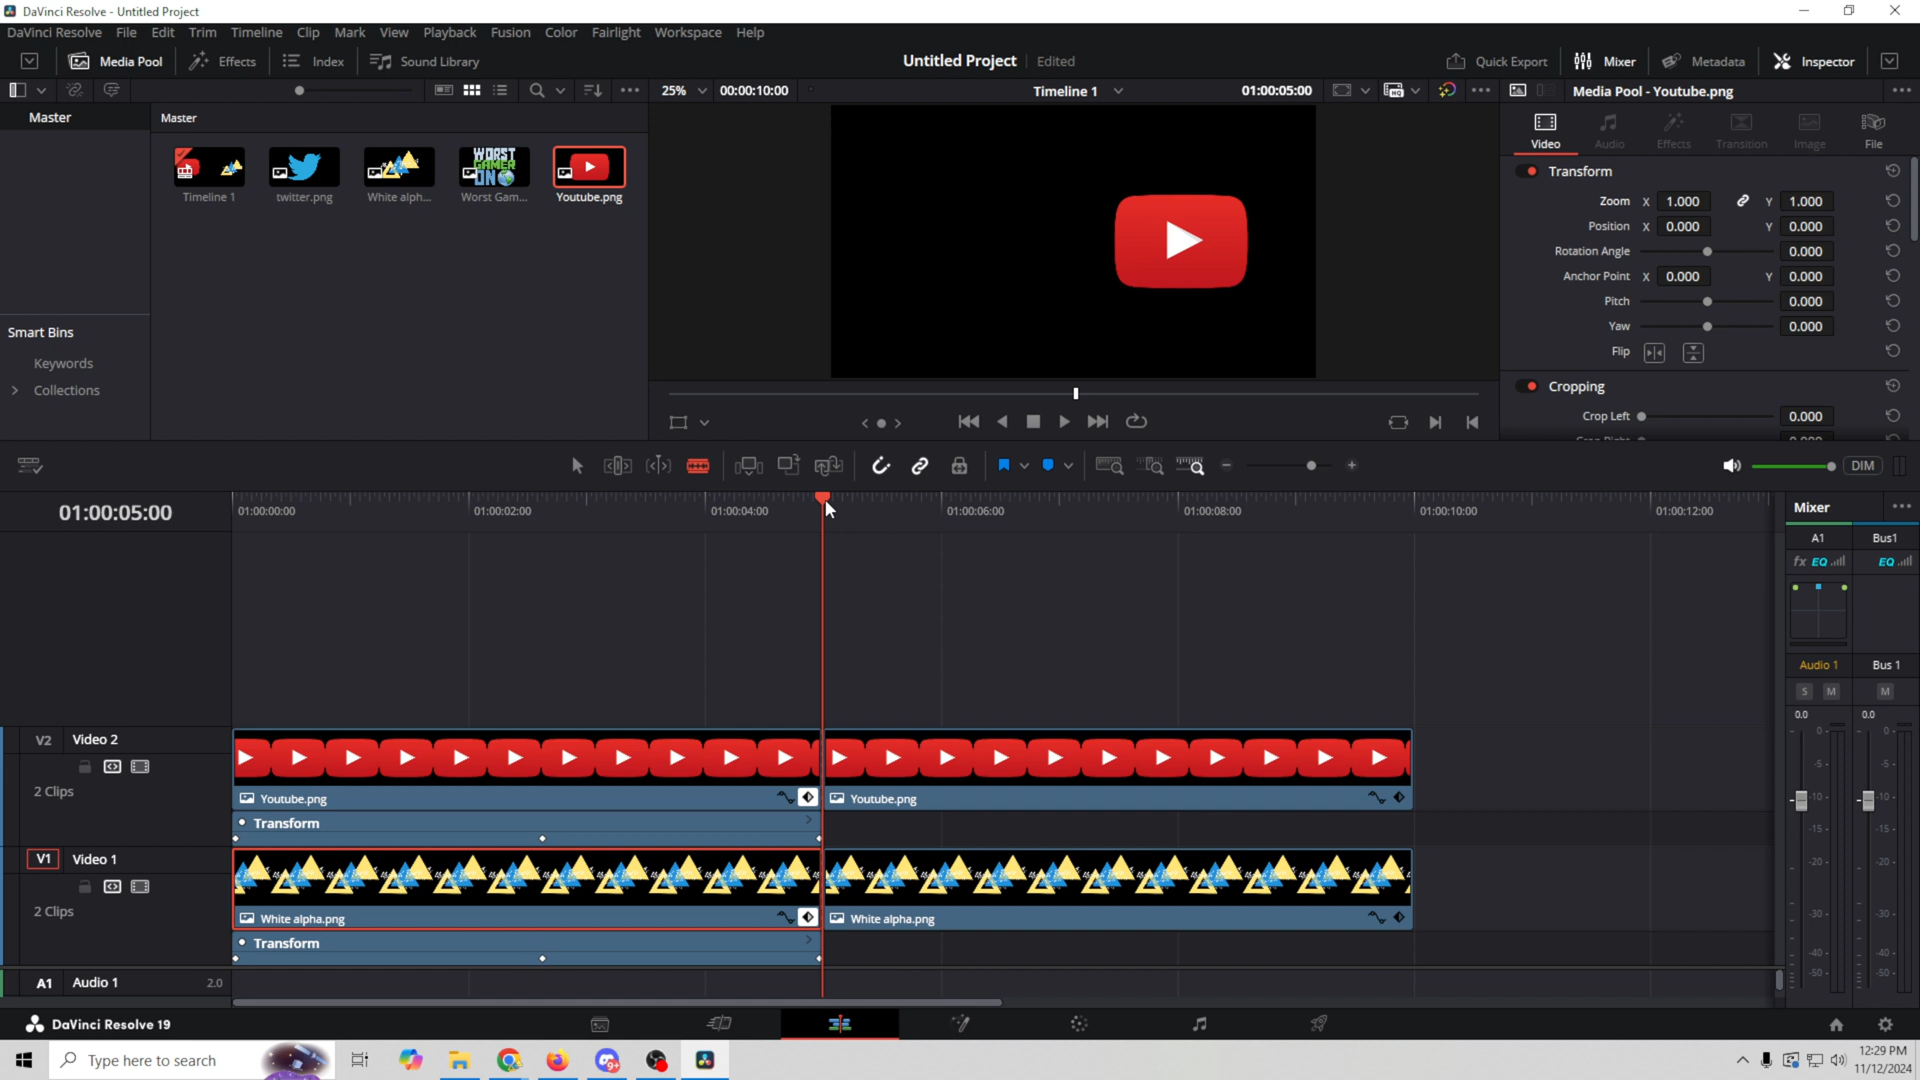 DaVinci Resolve - Untitled Project
DaVinci Resolve File Edit Trim Timeline Clip Mark View Playback Fusion Color Fairlight Workspace Help
Media Pool Effects Index Sound Library Untitled Project Edited Quick Export Mixer Metadata Inspector
25% 00:00:10:00 Timeline 1 01:00:05:00 Media Pool - Youtube.png
Master Master
Video Audio Effects Transition Image File
Timeline 1 twitter.png White alph... Worst Gam... Youtube.png
WORST GAMER ON
Transform
Zoom X 1.000 Y 1.000
Position X 0.000 Y 0.000
Rotation Angle 0.000
Anchor Point X 0.000 Y 0.000
Pitch 0.000
Yaw 0.000
Flip
Smart Bins
Keywords
Collections
Cropping
Crop Left 0.000
DIM
01:00:05:00
01:00:00:00 01:00:02:00 01:00:04:00 01:00:06:00 01:00:08:00 01:00:10:00 01:00:12:00
Mixer
A1 Bus1
fx EQ EQ
Audio 1 Bus 1
S M M
0.0 0.0
0- 0-
-5- -5-
-10- -10-
-15- -15-
-20- -20-
-30- -30-
-40- -40-
-50- -50-
V2 Video 2
2 Clips
Youtube.png Youtube.png
Transform
V1 Video 1
2 Clips
White alpha.png White alpha.png
Transform
A1 Audio 1 2.0
DaVinci Resolve 19
Type here to search
9+
12:29 PM
11/12/2024